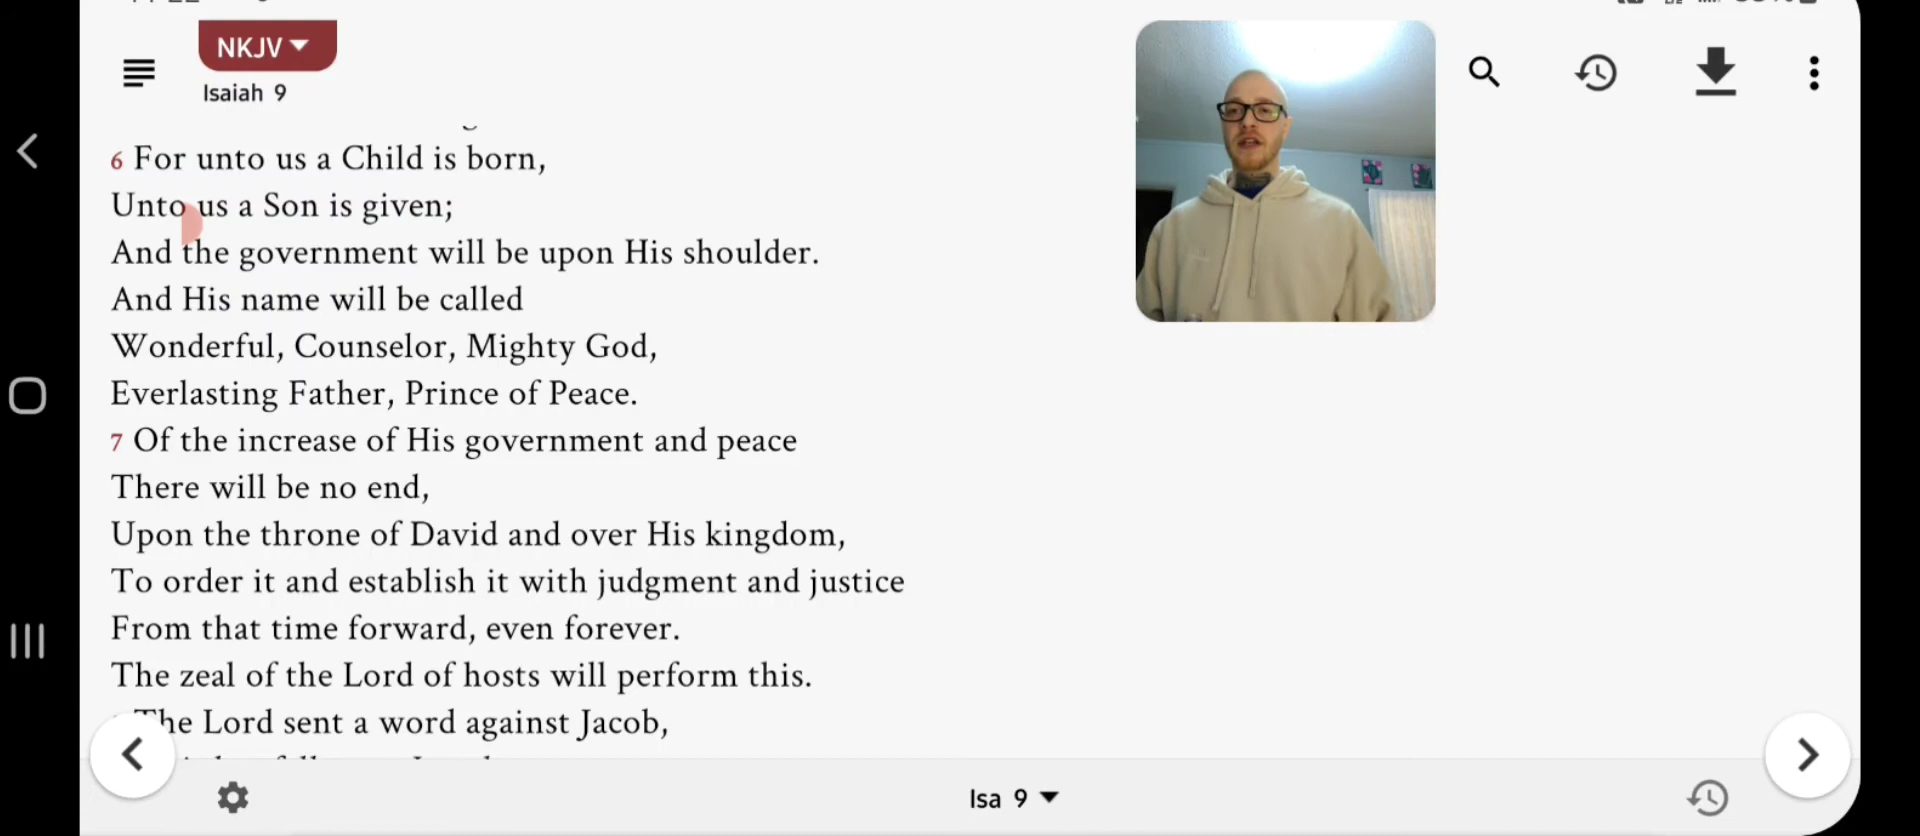 NKJV
Isaiah 9
6 For unto us a Child is born,
Unto us a Son is given;
And the government will be upon His shoulder.
And His name will be called
Wonderful, Counselor, Mighty God,
Everlasting Father, Prince of Peace.
7 Of the increase of His government and peace
There will be no end,
Upon the throne of David and over His kingdom,
To order it and establish it with judgment and justice
From that time forward, even forever.
The zeal of the Lord of hosts will perform this.
The Lord sent a word against Jacob,
Isa 9